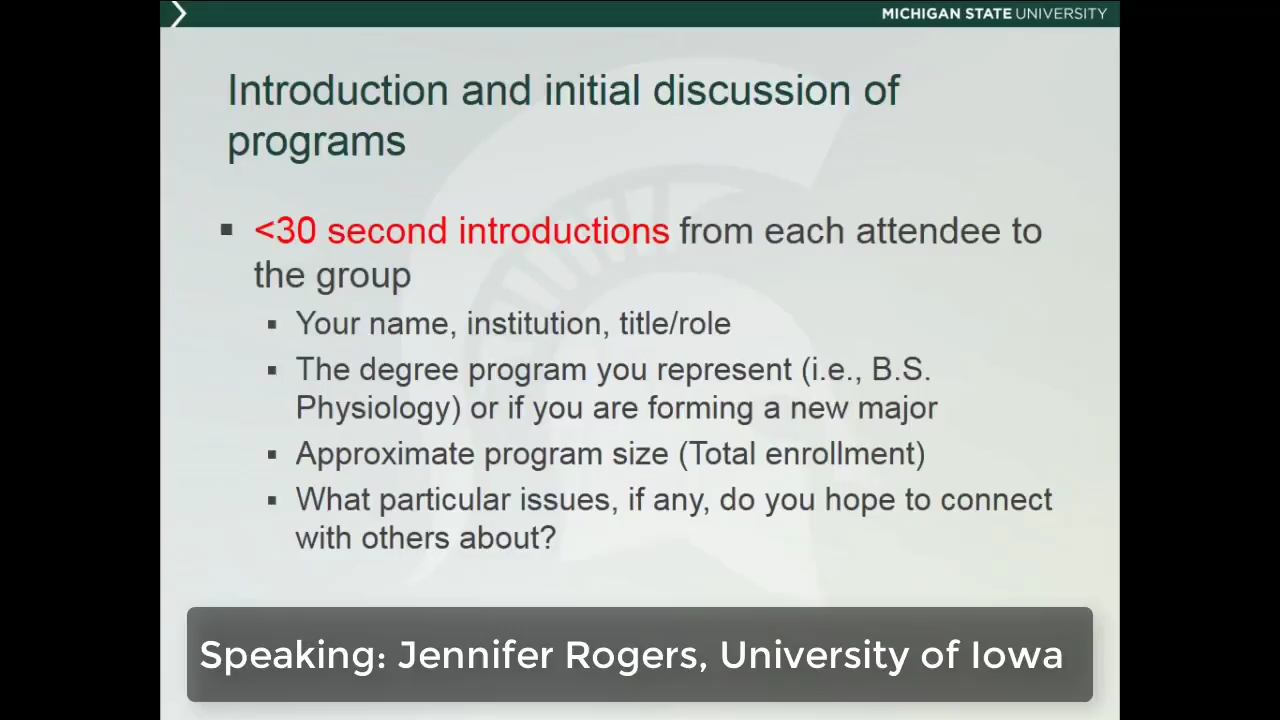 MICHIGAN STATE UNIVERSITY
Introduction and initial discussion of
programs
<30 second introductions from each attendee to
the group
Your name, institution, title/role
The degree program you represent (i.e., B.S.
Physiology) or if you are forming a new major
Approximate program size (Total enrollment)
What particular issues, if any, do you hope to connect
with others about?
Speaking: Jennifer Rogers, University of Iowa